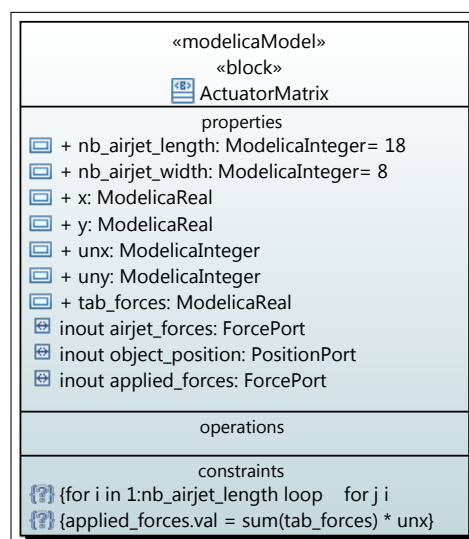 «modelicaModel»
«block»
ActuatorMatrix
properties
+ nb_airjet_length: ModelicaInteger= 18
+ nb_airjet_width: ModelicaInteger= 8
+ x: ModelicaReal
+ y: ModelicaReal
+ unx: ModelicaInteger
+ uny: ModelicaInteger
+ tab_forces: ModelicaReal
inout airjet_forces: ForcePort
inout object_position: PositionPort
inout applied_forces: ForcePort
operations
constraints
{for i in 1:nb_airjet_length loop    for j i
{applied_forces.val = sum(tab_forces) * unx}